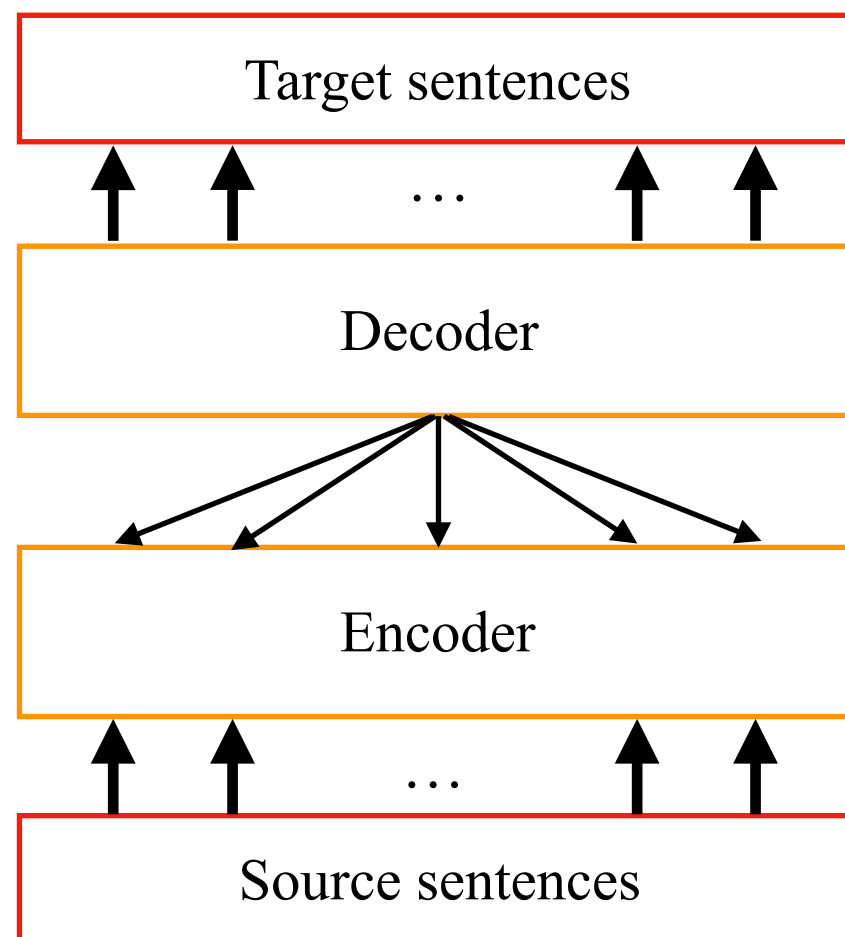 Target sentences
…
Decoder
Encoder
…
Source sentences